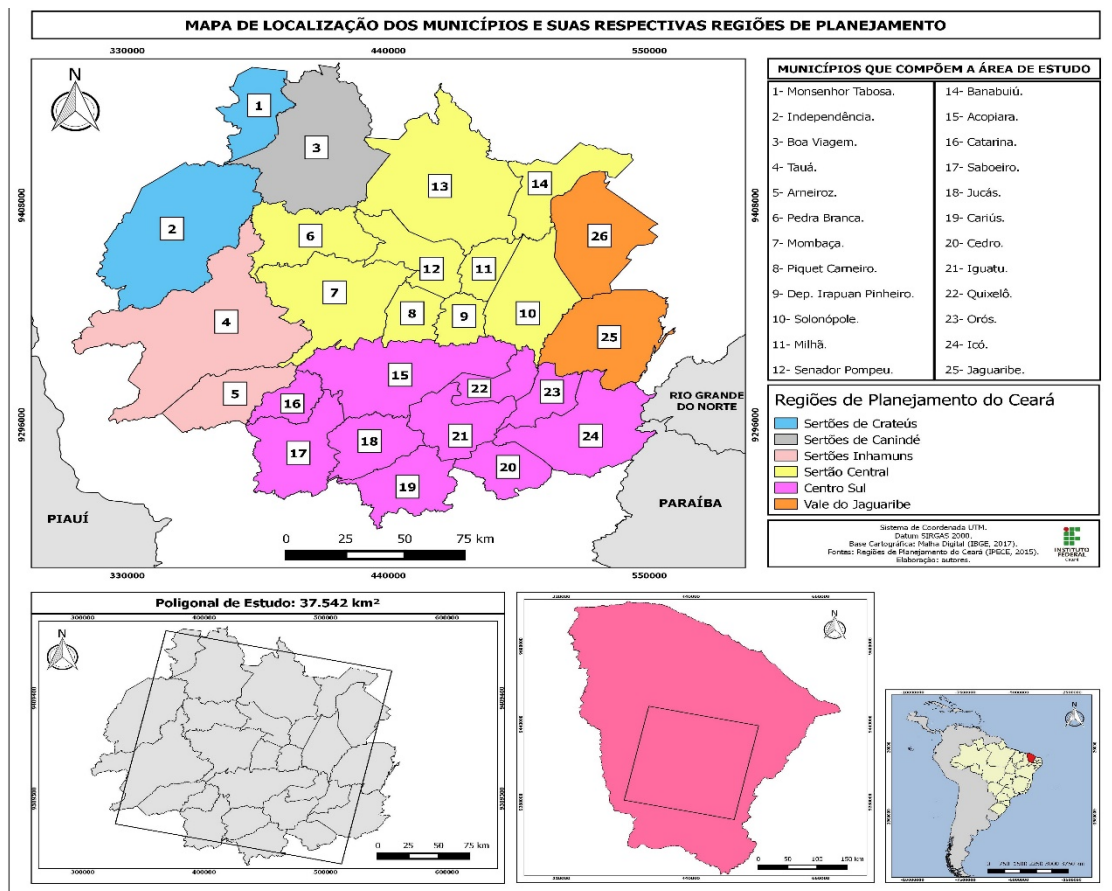 MAPA DE LOCALIZAÇÃO DOS MUNICÍPIOS E SUAS RESPECTIVAS REGIÕES DE PLANEJAMENTO
330000
440000
550000
N
9408000
9408000
9296000
9296000
1
2
3
4
5
6
7
8
9
10
11
12
13
14
15
16
17
18
19
20
21
22
23
24
25
26
RIO GRANDE
DO NORTE
PARAÍBA
PIAUÍ
0 25 50 75 km
330000
440000
550000
MUNICÍPIOS QUE COMPÕEM A ÁREA DE ESTUDO
1- Monsenhor Tabosa.
2- Independência.
3- Boa Viagem.
4- Tauá.
5- Arneiroz.
6- Pedra Branca.
7- Mombaça.
8- Piquet Carneiro.
9- Dep. Irapuan Pinheiro.
10- Solonópole.
11- Milhã.
12- Senador Pompeu.
14- Banabuiú.
15- Acopiara.
16- Catarina.
17- Saboeiro.
18- Jucás.
19- Cariús.
20- Cedro.
21- Iguatu.
22- Quixelô.
23- Orós.
24- Icó.
25- Jaguaribe.
Regiões de Planejamento do Ceará
Sertões de Crateús
Sertões de Canindé
Sertões Inhamuns
Sertão Central
Centro Sul
Vale do Jaguaribe
Sistema de Coordenada UTM.
Datum SIRGAS 2000.
Base Cartográfica: Malha Digital (IBGE, 2017).
Fontes: Regiões de Planejamento do Ceará (IPECE, 2015).
Elaboração: autores.
INSTITUTO
FEDERAL
CEARÁ
Poligonal de Estudo: 37.542 km²
300000
400000
500000
600000
N
0 25 50 75 km
300000
400000
500000
600000
N
0 50 100 150 km
N